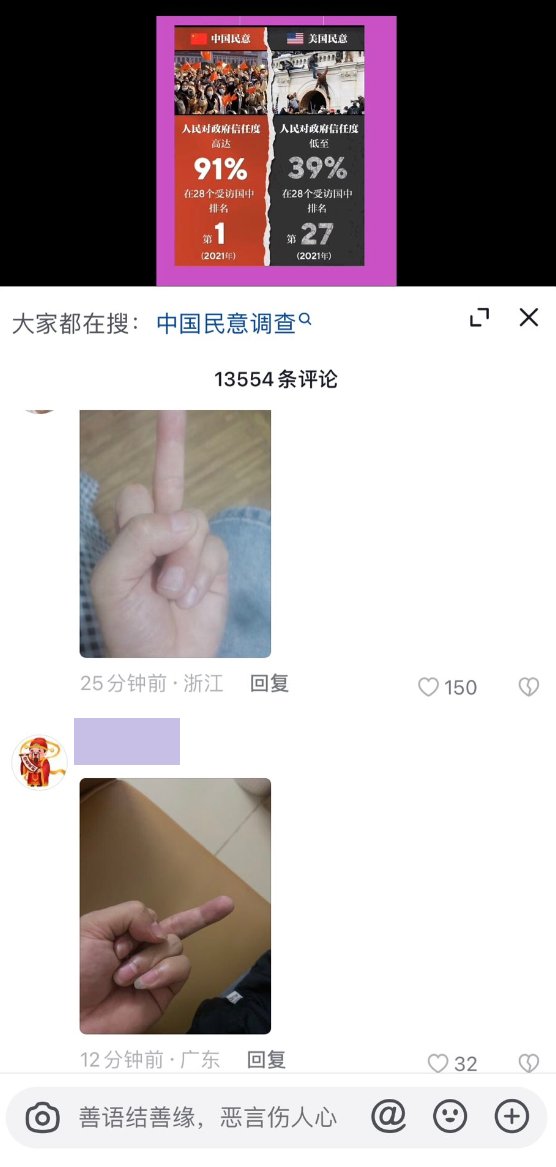 中国民意
美国民意
人民对政府信任度
高达
91%
在28个受访国中
排名
第1
(2021年)
人民对政府信任度
低至
39%
在28个受访国中
排名
第27
(2021年)
大家都在搜：中国民意调查
13554条评论
25分钟前·浙江 回复
150
12分钟前·广东 回复
32
善语结善缘，恶言伤人心